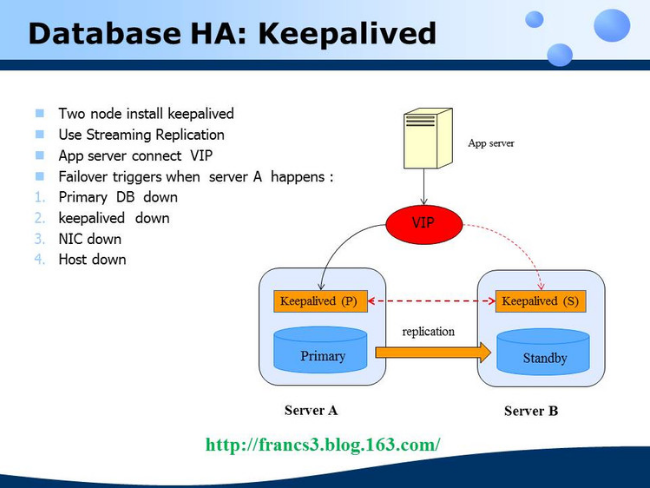 Database HA: Keepalived
Two node install keepalived
Use Streaming Replication
App server connect VIP
Failover triggers when server A happens :
1. Primary DB down
2. keepalived down
3. NIC down
4. Host down
App server
VIP
Keepalived (P)
Keepalived (S)
replication
Primary
Standby
Server A
Server B
http://francs3.blog.163.com/